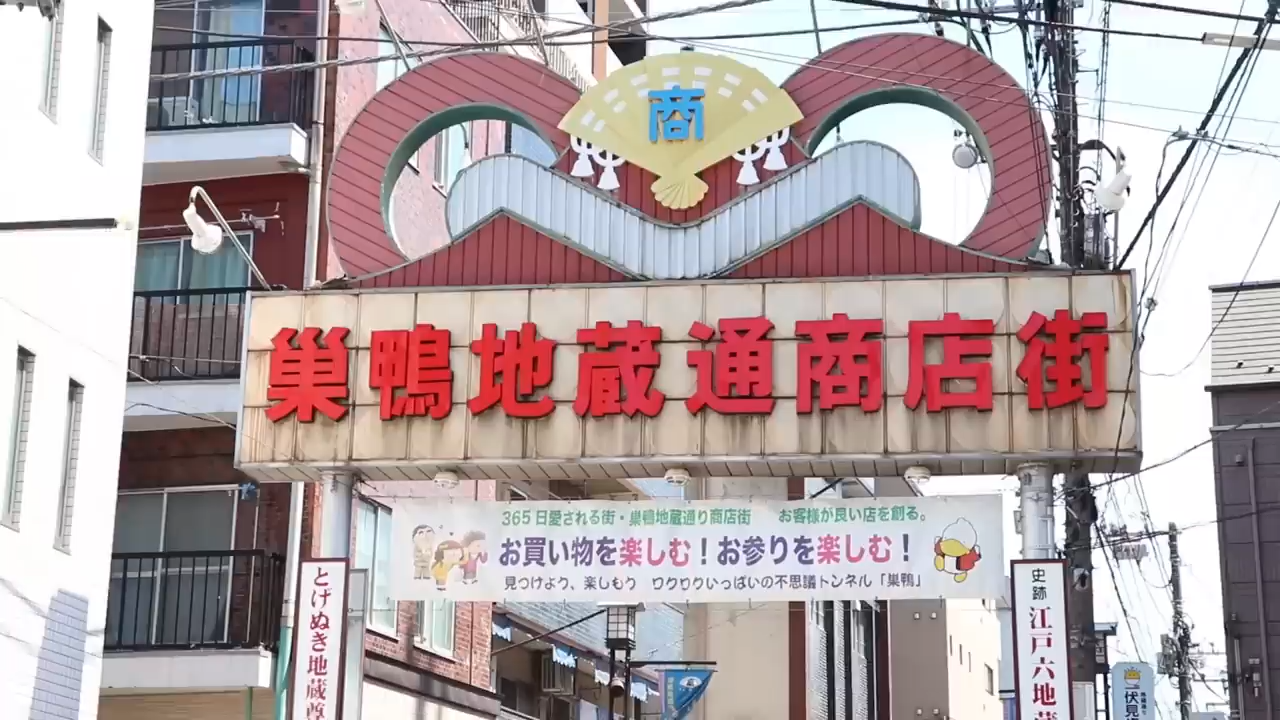 商
巣鴨地蔵通商店街
365日愛される街・巣鴨地蔵通り商店街 お客様が良い店を創る。
お買い物を楽しむ！お参りを楽しむ！
見つけよう、楽しもう ワクワクいっぱいの不思議トンネル「巣鴨」
とげぬき地蔵尊
史跡 江戸六地蔵
伏見